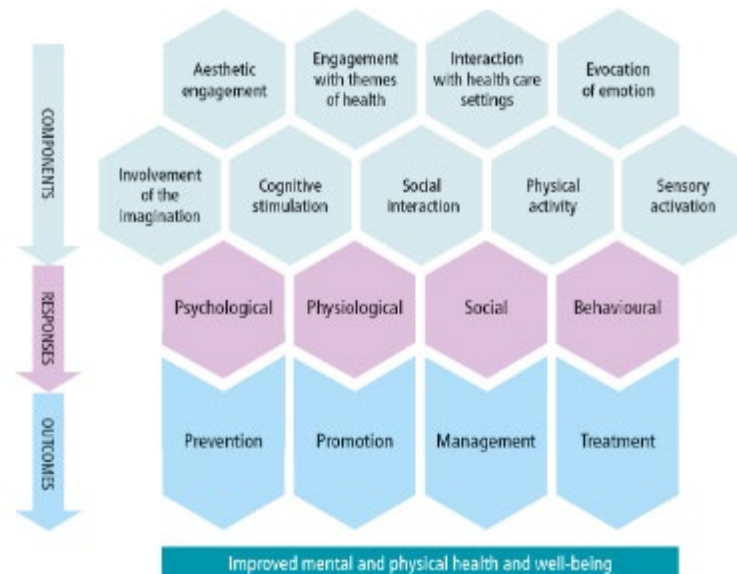 COMPONENTS
Aesthetic
engagement
Engagement
with themes
of health
Interaction
with health care
settings
Evocation
of emotion
Involvement
of the
imagination
Cognitive
stimulation
Social
interaction
Physical
activity
Sensory
activation
RESPONSES
Psychological
Physiological
Social
Behavioural
OUTCOMES
Prevention
Promotion
Management
Treatment
Improved mental and physical health and well-being